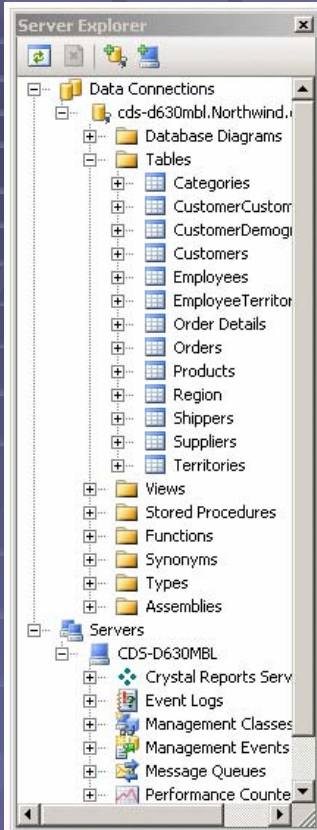 Server Explorer
Data Connections
cds-d630mbl.Northwind.
Database Diagrams
Tables
Categories
CustomerCustom
CustomerDemogr
Customers
Employees
EmployeeTerritor
Order Details
Orders
Products
Region
Shippers
Suppliers
Territories
Views
Stored Procedures
Functions
Synonyms
Types
Assemblies
Servers
CDS-D630MBL
Crystal Reports Serv
Event Logs
Management Classes
Management Events
Message Queues
Performance Counte